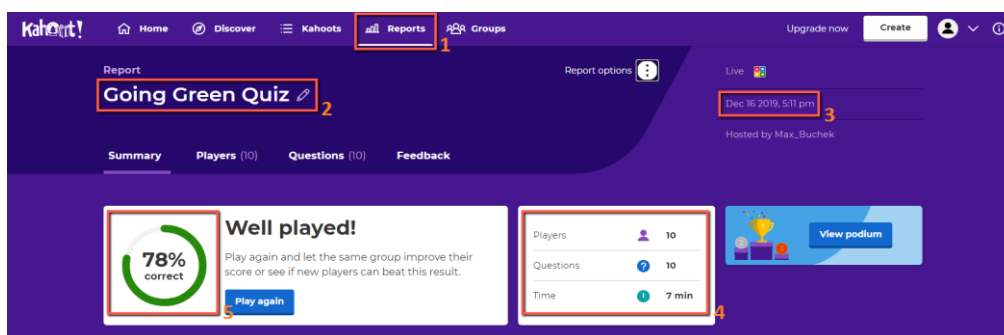 Kahoot!
Home
Discover
Kahoots
Reports
Groups
Upgrade now
Create
1
Report
Report options
Live
Going Green Quiz
2
Dec 16 2019, 5:11 pm
3
Hosted by Max_Buchek
Summary
Players (10)
Questions (10)
Feedback
78%
correct
5
Well played!
Play again and let the same group improve their
score or see if new players can beat this result.
Play again
Players 10
Questions 10
Time 7 min
4
View podium